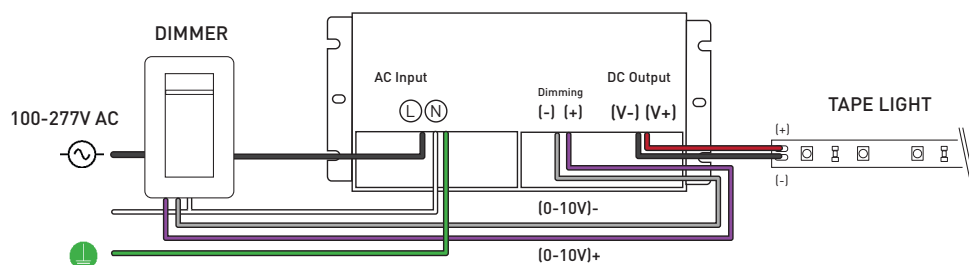 DIMMER
100-277V AC
AC Input
L N
Dimming
(-) (+)
DC Output
(V-) (V+)
TAPE LIGHT
(+)
(-)
(0-10V)-
(0-10V)+